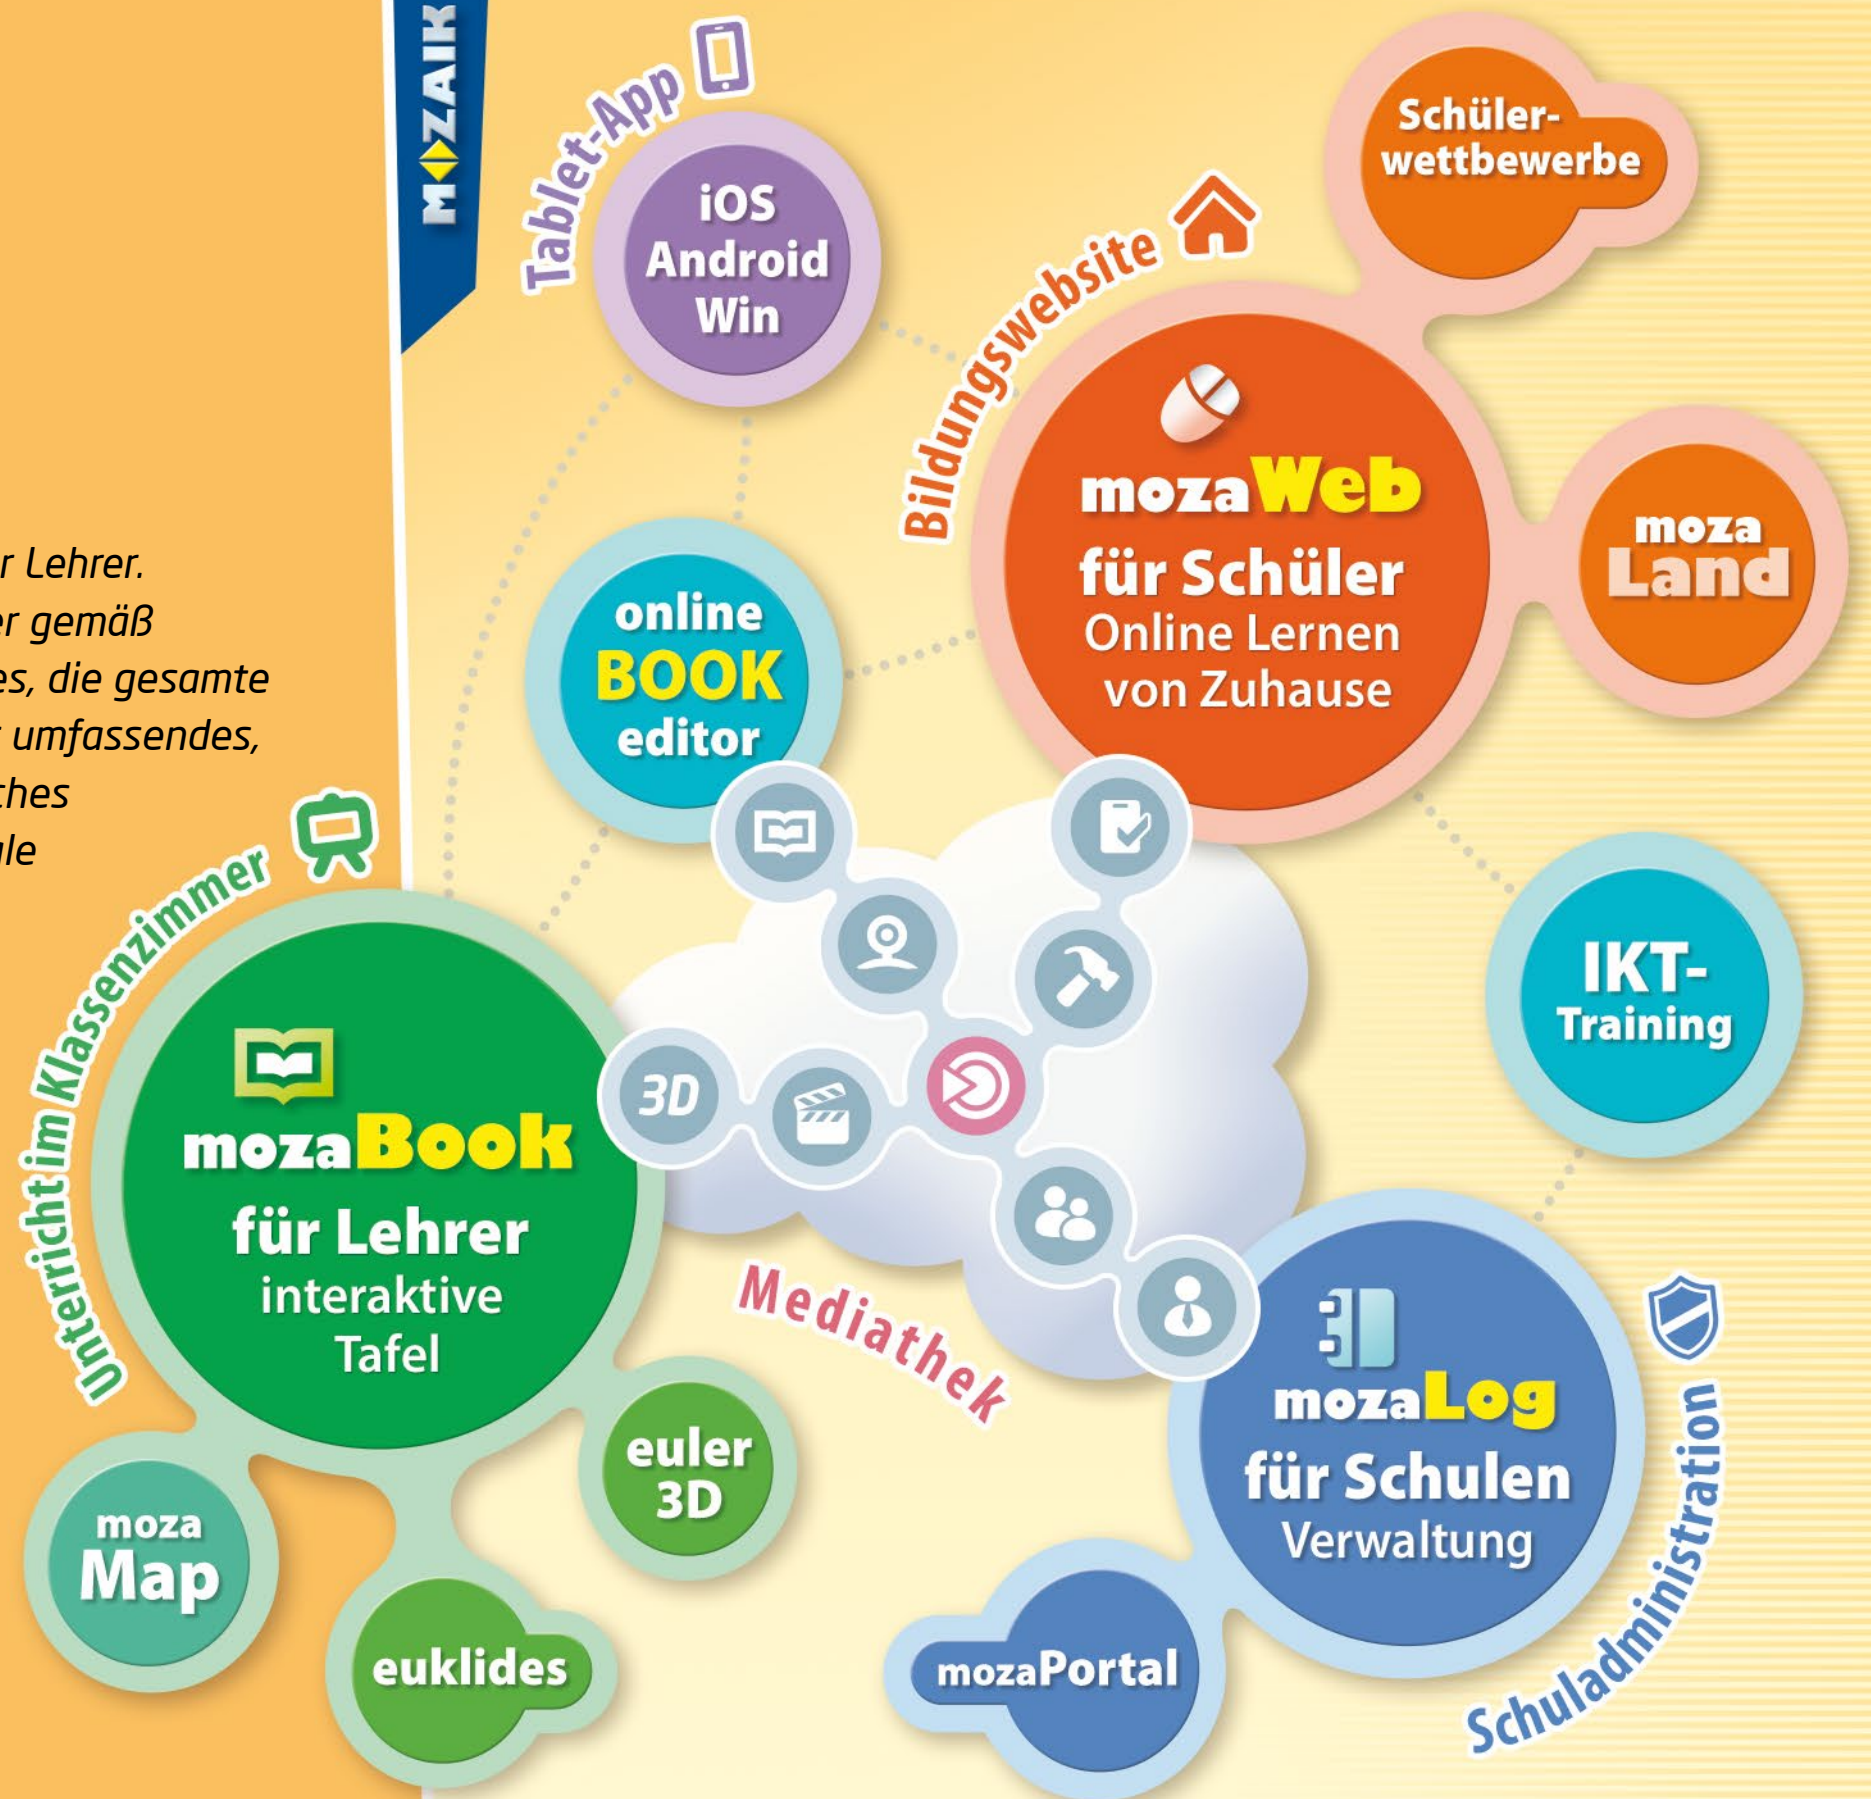 MOZAIK
Tablet-App
iOS
Android
Win
Schüler-
wettbewerbe
Bildungswebsite
mozaWeb
für Schüler
Online Lernen
von Zuhause
moza
Land
online
BOOK
editor
r Lehrer.
er gemäß
es, die gesamte
umfassendes,
ches
le
Unterricht im Klassenzimmer
mozaBook
für Lehrer
interaktive
Tafel
3D
IKT-
Training
Mediathek
mozaLog
für Schulen
Verwaltung
Schuladministration
euler
3D
moza
Map
euklides
mozaPortal